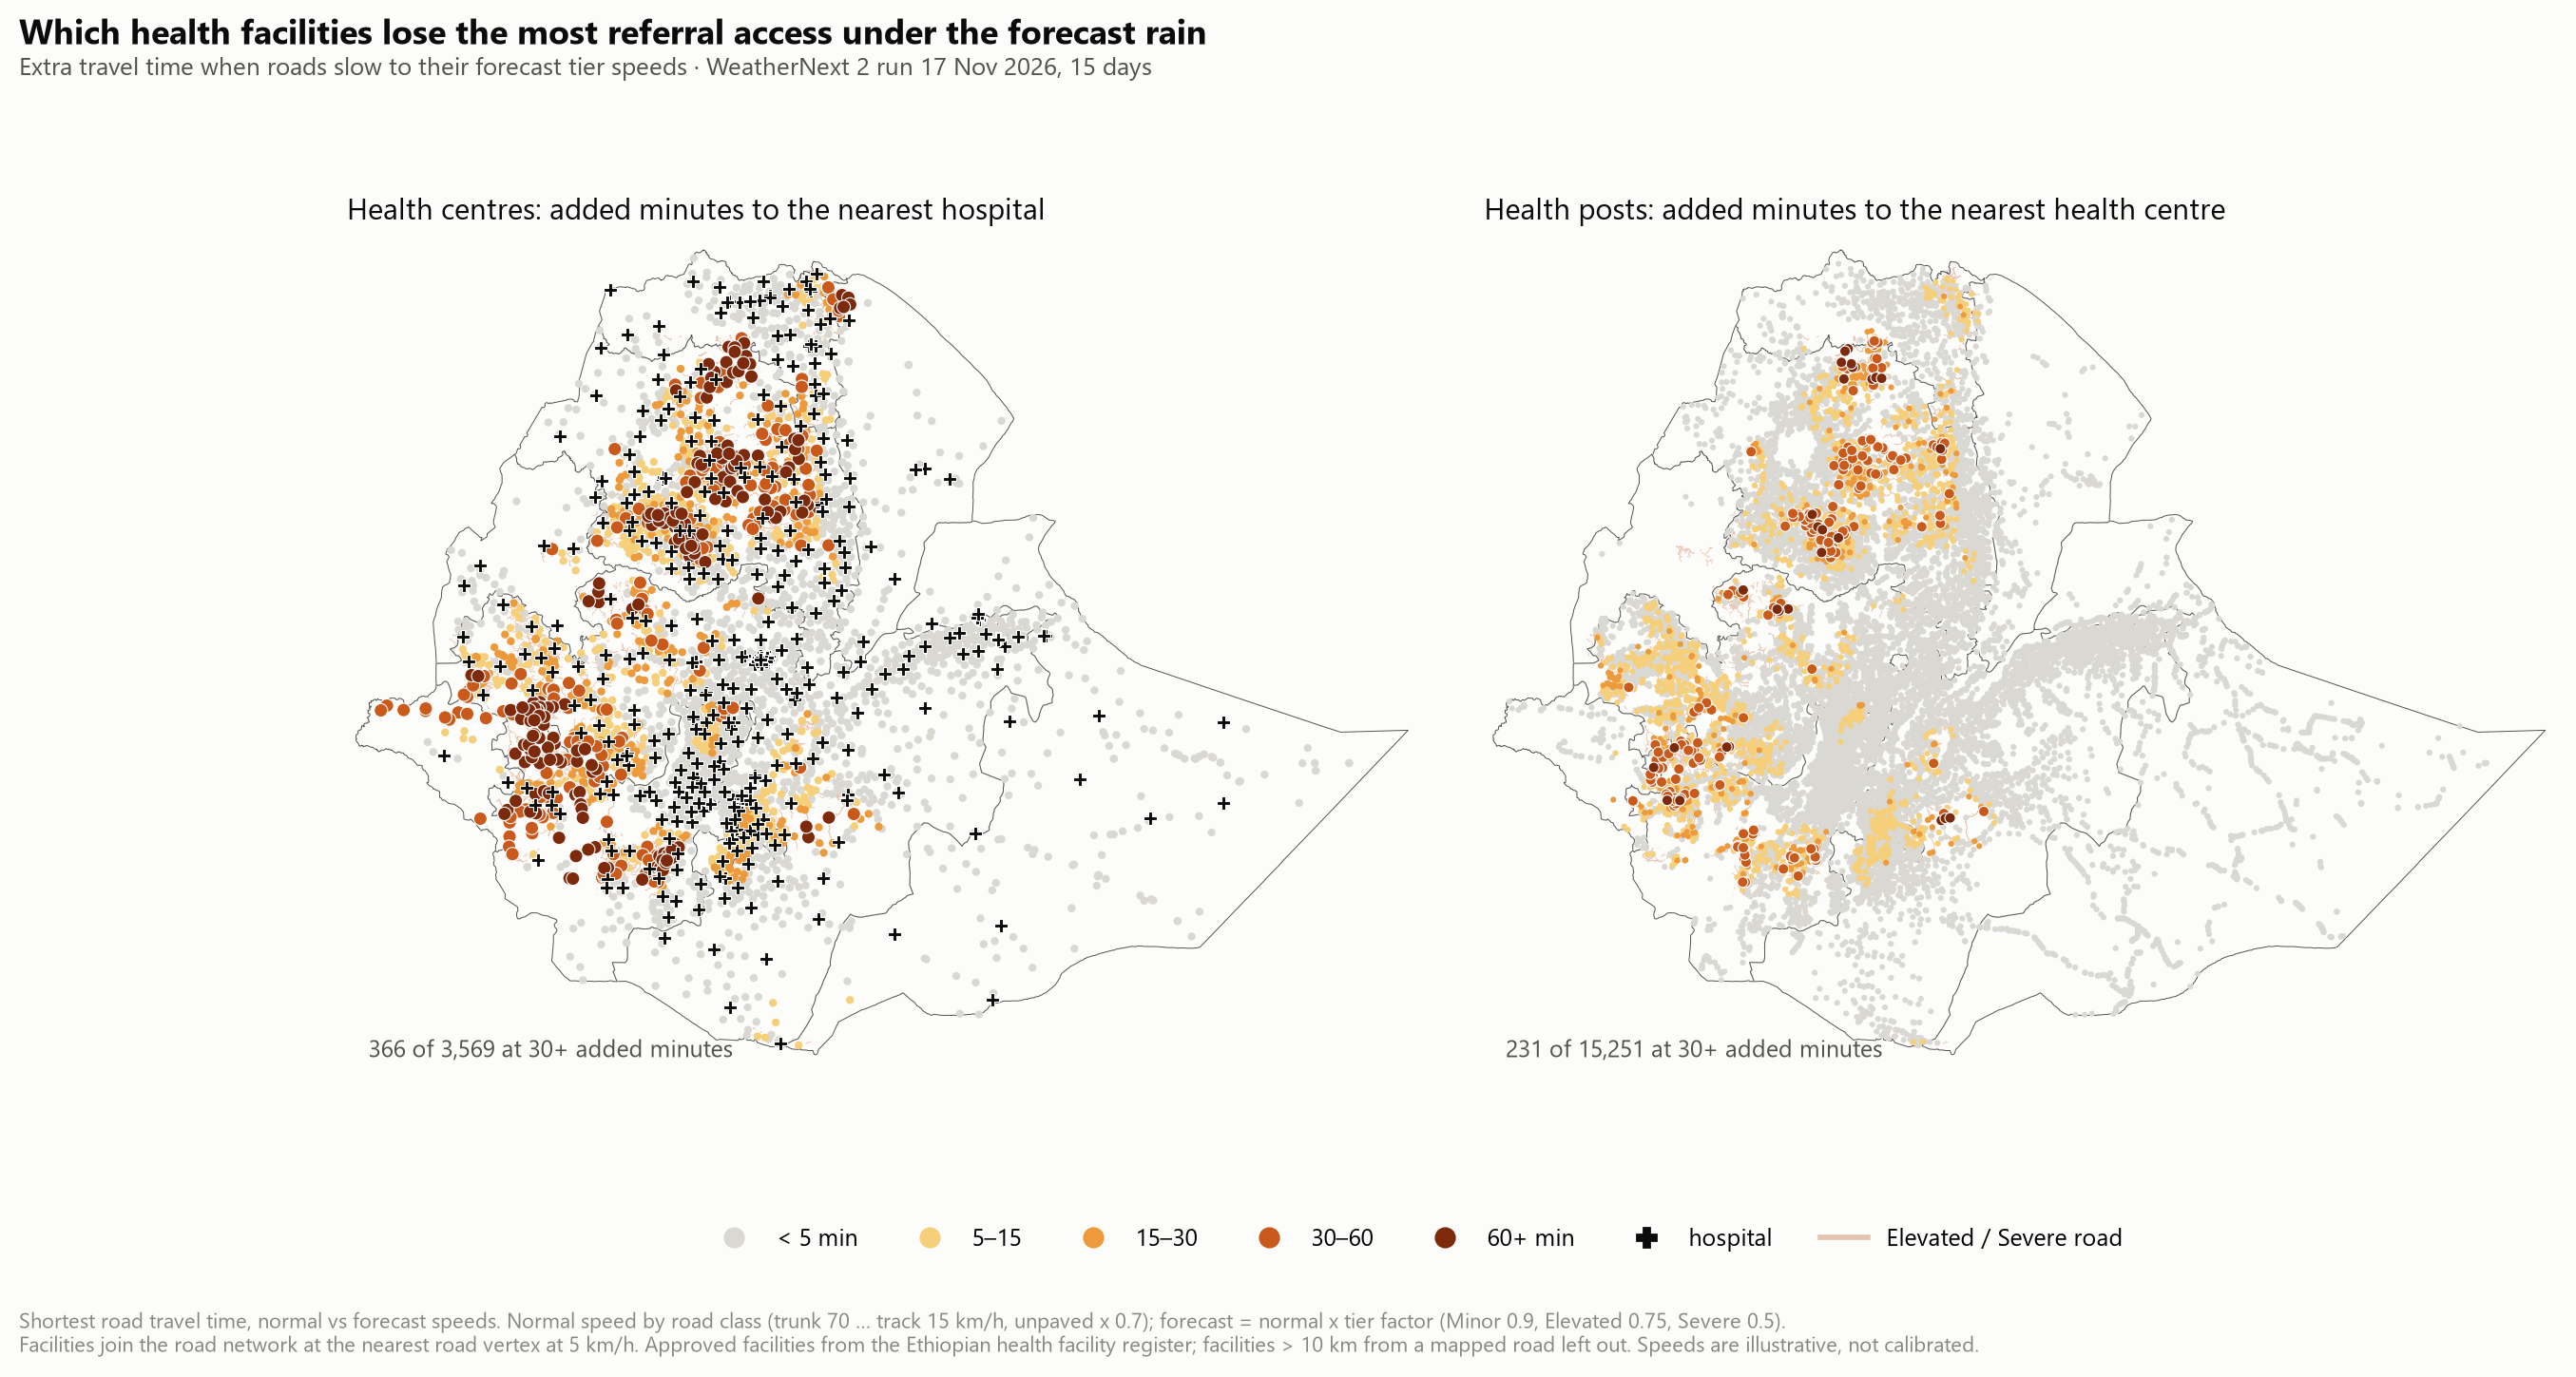 Which health facilities lose the most referral access under the forecast rain
Extra travel time when roads slow to their forecast tier speeds · WeatherNext 2 run 17 Nov 2026, 15 days
Health centres: added minutes to the nearest hospital
Health posts: added minutes to the nearest health centre
366 of 3,569 at 30+ added minutes
231 of 15,251 at 30+ added minutes
< 5 min
5–15
15–30
30–60
60+ min
hospital
Elevated / Severe road
Shortest road travel time, normal vs forecast speeds. Normal speed by road class (trunk 70 ... track 15 km/h, unpaved x 0.7); forecast = normal x tier factor (Minor 0.9, Elevated 0.75, Severe 0.5).
Facilities join the road network at the nearest road vertex at 5 km/h. Approved facilities from the Ethiopian health facility register; facilities > 10 km from a mapped road left out. Speeds are illustrative, not calibrated.